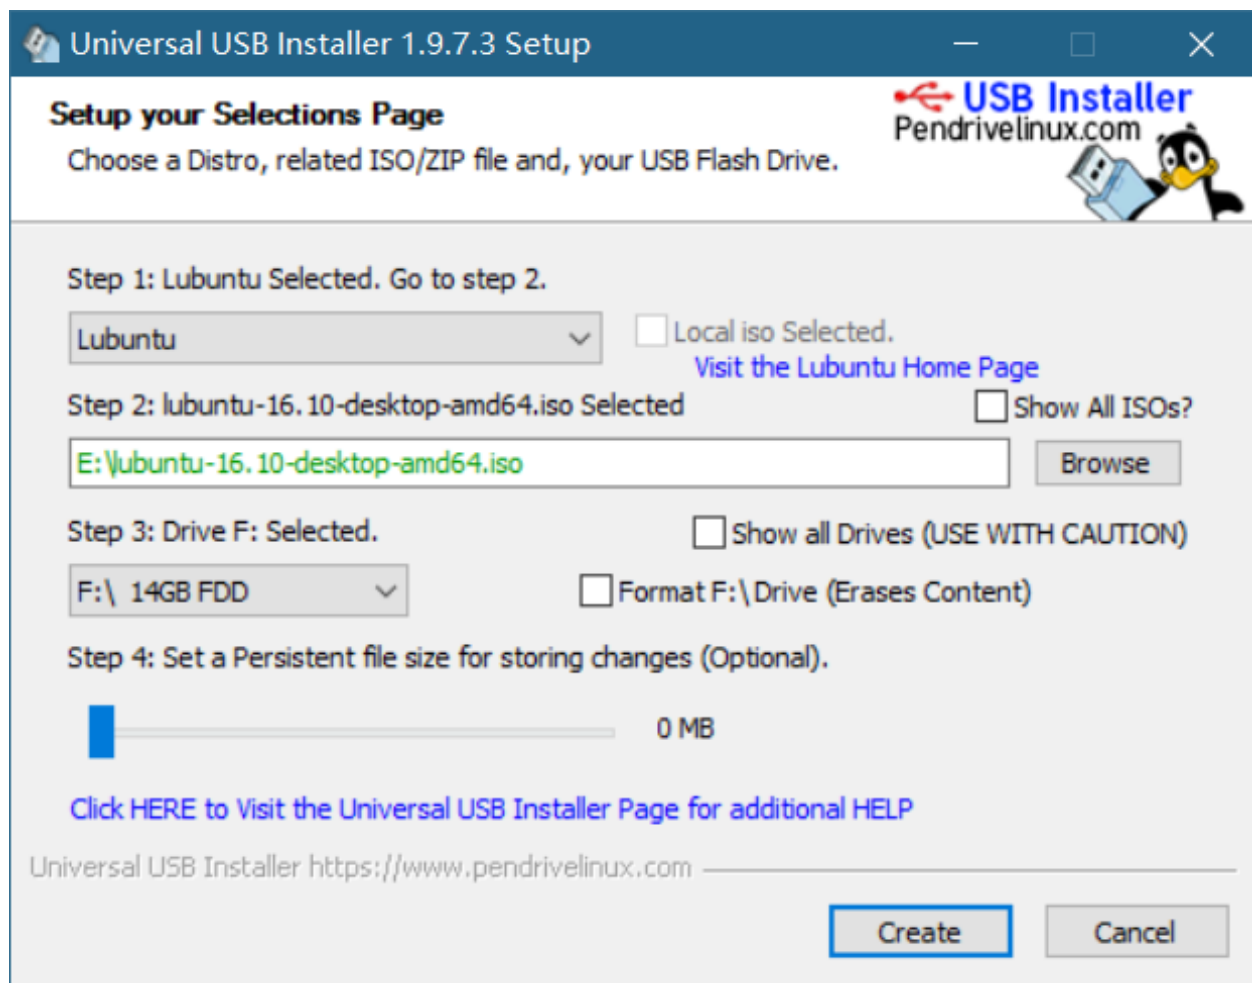 Universal USB Installer 1.9.7.3 Setup
Setup your Selections Page
Choose a Distro, related ISO/ZIP file and, your USB Flash Drive.
USB Installer
Pendrivelinux.com
Step 1: Lubuntu Selected. Go to step 2.
Lubuntu
Local iso Selected.
Visit the Lubuntu Home Page
Step 2: lubuntu-16.10-desktop-amd64.iso Selected
Show All ISOs?
E:\lubuntu-16.10-desktop-amd64.iso
Browse
Step 3: Drive F: Selected.
Show all Drives (USE WITH CAUTION)
F:\ 14GB FDD
Format F:\ Drive (Erases Content)
Step 4: Set a Persistent file size for storing changes (Optional).
0 MB
Click HERE to Visit the Universal USB Installer Page for additional HELP
Universal USB Installer https://www.pendrivelinux.com
Create
Cancel